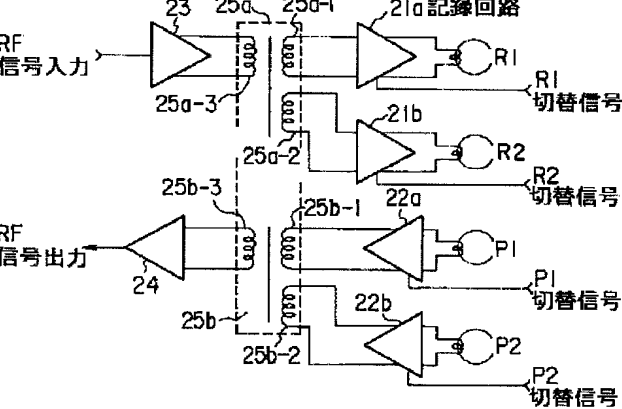 23
25a
25a-1
21a 記録回路
RF
信号入力
R1
R1
切替信号
25a-3
21b
25a-2
R2
R2
切替信号
25b-3
25b-1
22a
RF
信号出力
P1
24
P1
切替信号
25b
22b
25b-2
P2
P2
切替信号